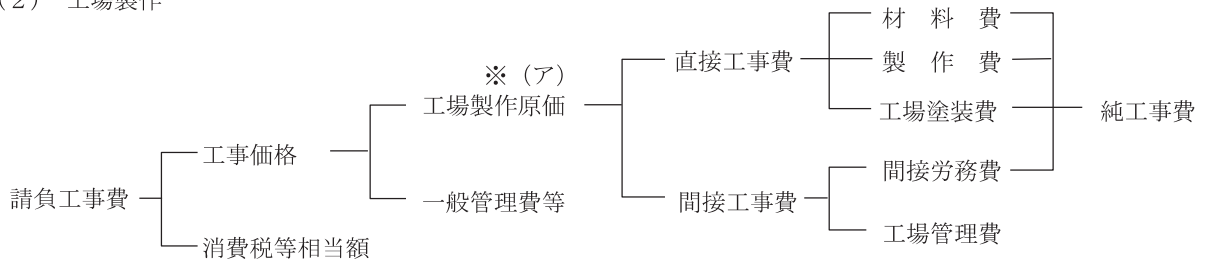 (2) 工場製作
材料費
直接工事費
製作費
※（ア）
工場製作原価
工場塗装費
純工事費
工事価格
間接労務費
請負工事費
一般管理費等
間接工事費
工場管理費
消費税等相当額